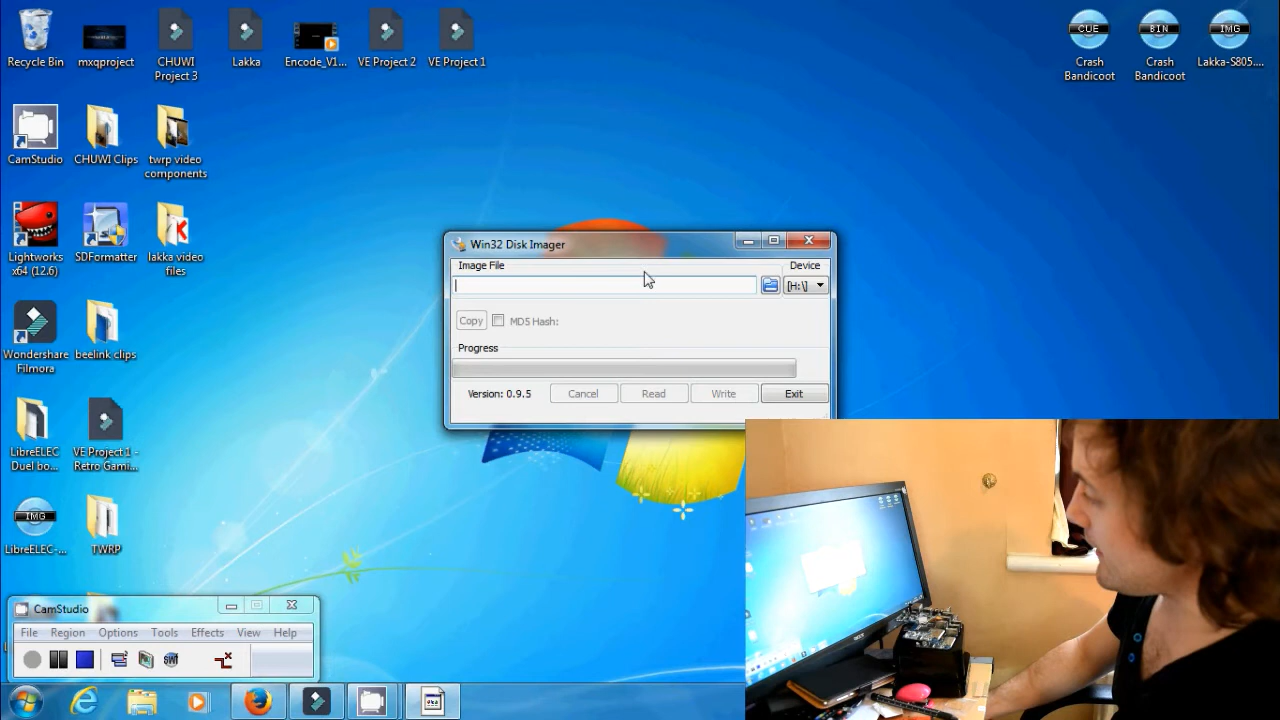 Recycle Bin
mxqproject
CHUWI
Project 3
Lakka
Encode_V1...
VE Project 2
VE Project 1
CUE
Crash
Bandicoot
BIN
Crash
Bandicoot
IMG
Lakka-S805....
CamStudio
CHUWI Clips
twrp video
components
Lightworks
x64 (12.6)
SDFormatter
lakka video
files
Wondershare
Filmora
beelink clips
LibreELEC
Duel bo...
VE Project 1 -
Retro Gami...
IMG
LibreELEC-...
TWRP
Win32 Disk Imager
Image File
Device
[H:\]
Copy
MD5 Hash:
Progress
Version: 0.9.5
Cancel
Read
Write
Exit
CamStudio
File Region Options Tools Effects View Help
SWF